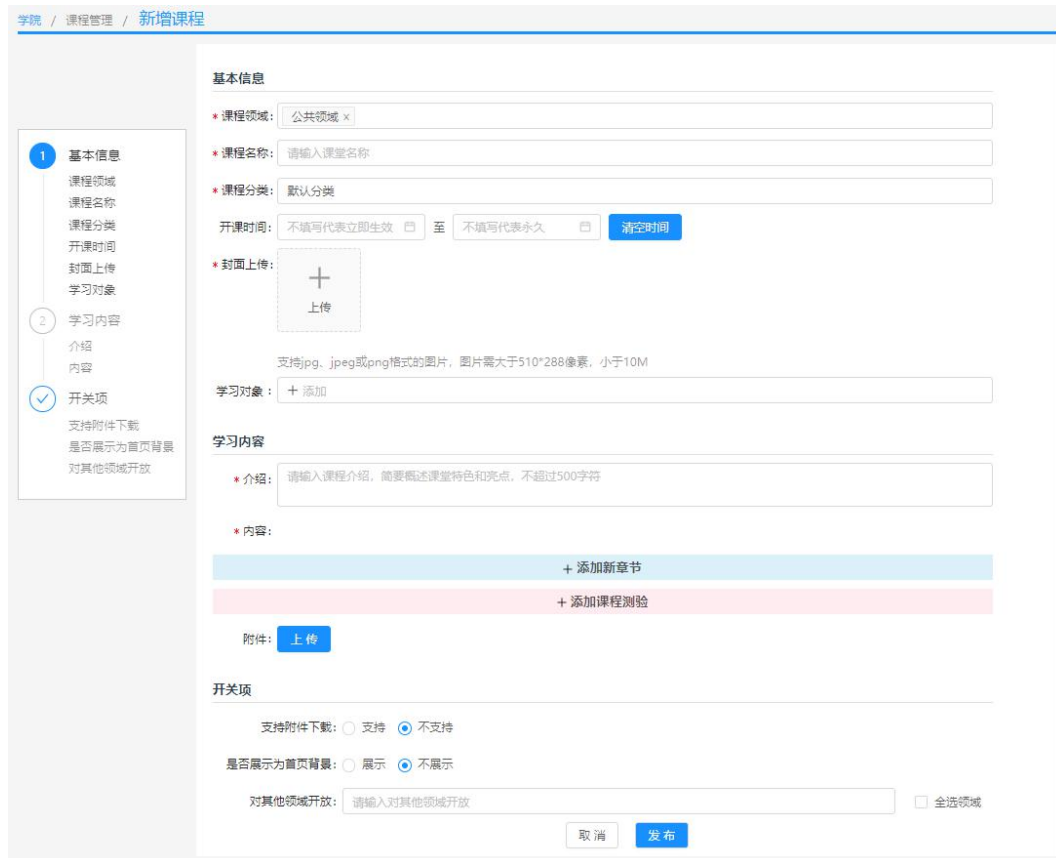 学院 / 课程管理 / 新增课程
1 基本信息
课程领域
课程名称
课程分类
开课时间
封面上传
学习对象
2 学习内容
介绍
内容
开关项
支持附件下载
是否展示为首页背景
对其他领域开放
基本信息
* 课程领域: 公共领域 ×
* 课程名称: 请输入课堂名称
* 课程分类: 默认分类
开课时间: 不填写代表立即生效 至 不填写代表永久 清空时间
* 封面上传:
+
上传
支持jpg、jpeg或png格式的图片，图片需大于510*288像素，小于10M
学习对象 : + 添加
学习内容
* 介绍: 请输入课程介绍，简要概述课堂特色和亮点，不超过500字符
* 内容:
+ 添加新章节
+ 添加课程测验
附件: 上传
开关项
支持附件下载: 支持 不支持
是否展示为首页背景: 展示 不展示
对其他领域开放: 请输入对其他领域开放 全选领域
取消 发布